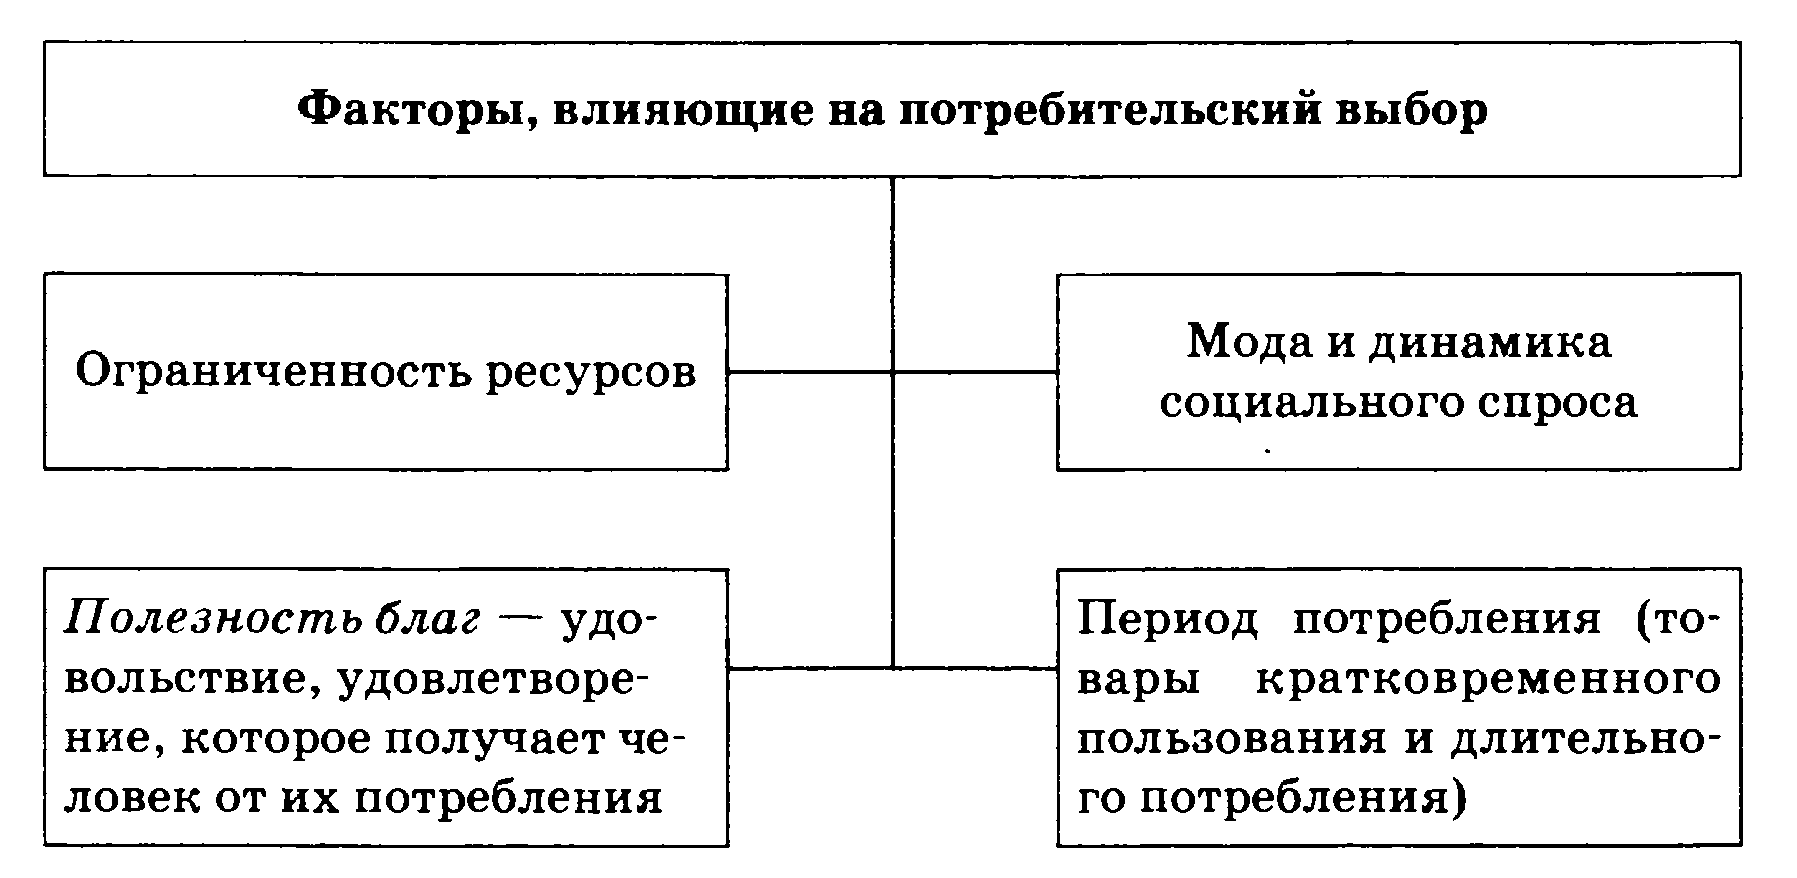 Факторы, влияющие на потребительский выбор
Ограниченность ресурсов
Мода и динамика
социального спроса
Полезность благ — удо-
вольствие, удовлетворе-
ние, которое получает че-
ловек от их потребления
Период потребления (то-
вары кратковременного
пользования и длительно-
го потребления)